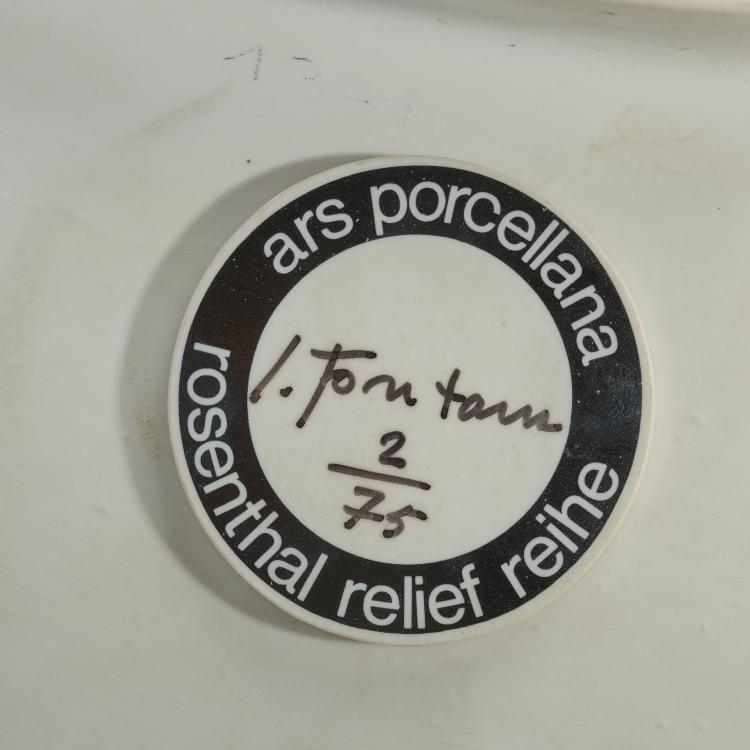 ars porcellana
l. Fontana
2
75
rosenthal relief reihe